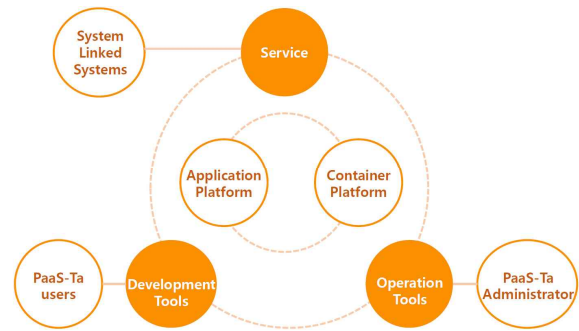 System
Linked
Systems
Service
Application
Platform
Container
Platform
PaaS-Ta
users
Development
Tools
Operation
Tools
PaaS-Ta
Administrator